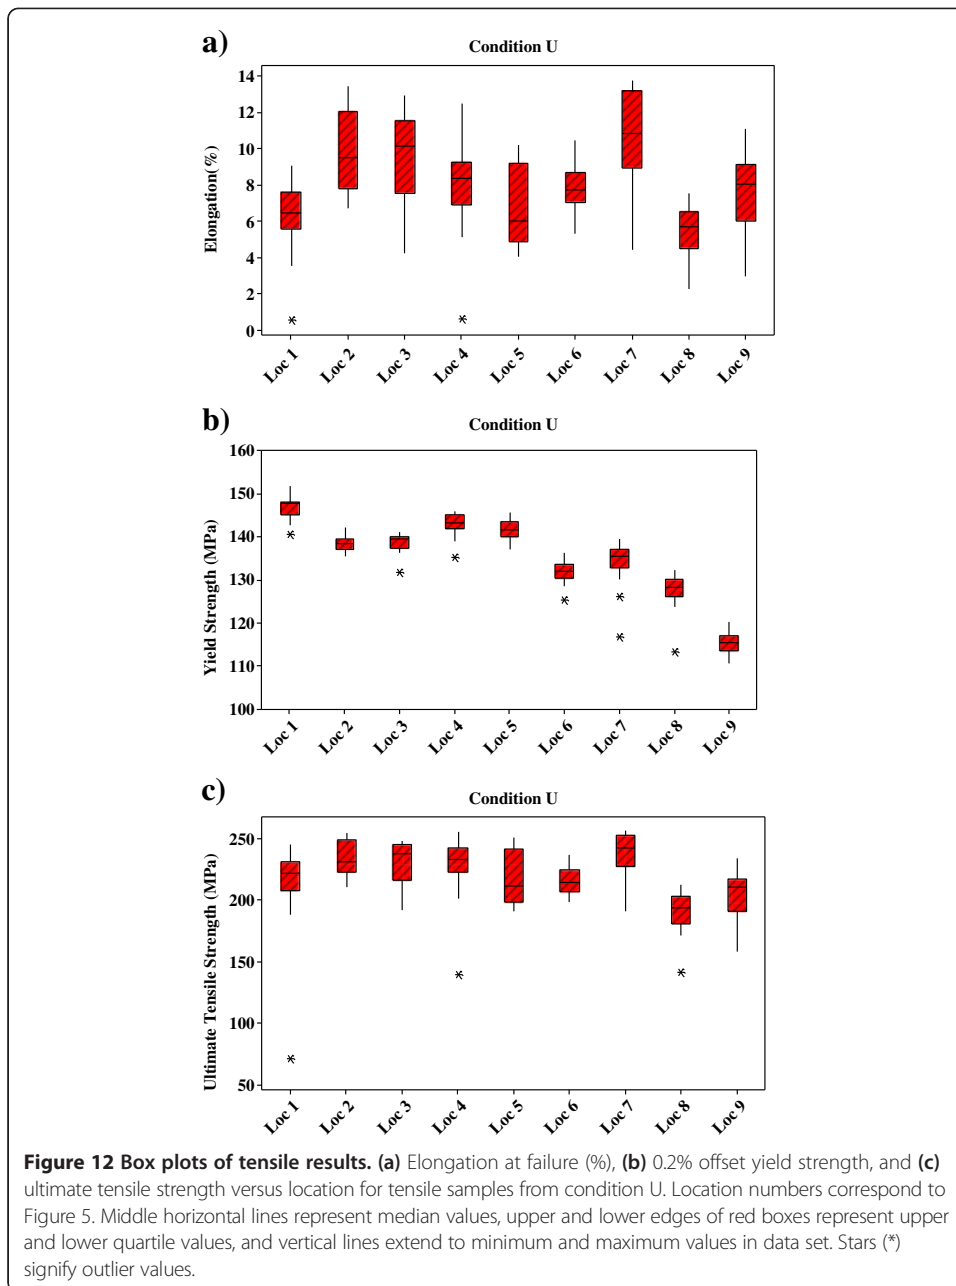 a)
Condition U
Elongation(%)
14
12
10
8
6
4
2
0
*
*
Loc 1
Loc 2
Loc 3
Loc 4
Loc 5
Loc 6
Loc 7
Loc 8
Loc 9
b)
Condition U
Yield Strength (MPa)
160
150
140
130
120
110
100
*
*
*
*
*
*
*
Loc 1
Loc 2
Loc 3
Loc 4
Loc 5
Loc 6
Loc 7
Loc 8
Loc 9
c)
Condition U
Ultimate Tensile Strength (MPa)
250
200
150
100
50
*
*
*
Loc 1
Loc 2
Loc 3
Loc 4
Loc 5
Loc 6
Loc 7
Loc 8
Loc 9
Figure 12 Box plots of tensile results. (a) Elongation at failure (%), (b) 0.2% offset yield strength, and (c)
ultimate tensile strength versus location for tensile samples from condition U. Location numbers correspond to
Figure 5. Middle horizontal lines represent median values, upper and lower edges of red boxes represent upper
and lower quartile values, and vertical lines extend to minimum and maximum values in data set. Stars (*)
signify outlier values.